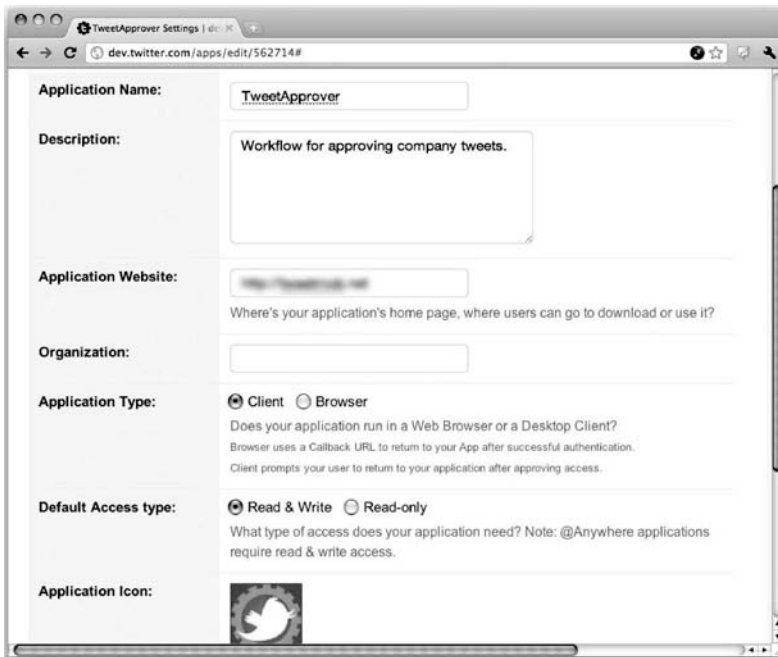 TweetApprover Settings | de
dev.twitter.com/apps/edit/562714#
Application Name:
TweetApprover
Description:
Workflow for approving company tweets.
Application Website:
Where's your application's home page, where users can go to download or use it?
Organization:
Application Type:
Client Browser
Does your application run in a Web Browser or a Desktop Client?
Browser uses a Callback URL to return to your App after successful authentication.
Client prompts your user to return to your application after approving access.
Default Access type:
Read & Write Read-only
What type of access does your application need? Note: @Anywhere applications
require read & write access.
Application Icon: